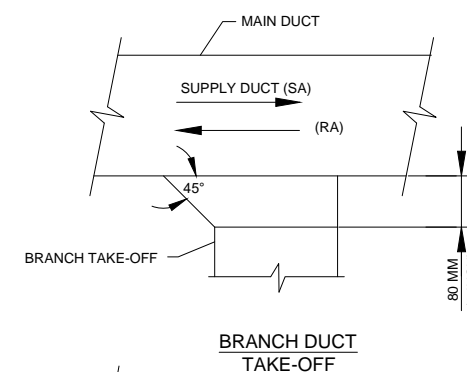 MAIN DUCT
SUPPLY DUCT (SA)
(RA)
45°
BRANCH TAKE-OFF
80 MM
BRANCH DUCT
TAKE-OFF